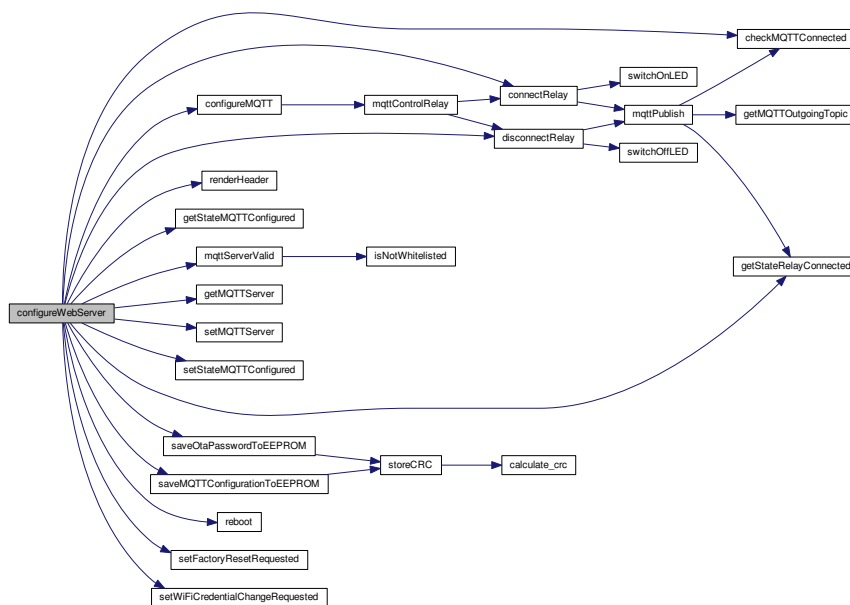 checkMQTTConnected
switchOnLED
connectRelay
configureMQTT
mqttControlRelay
mqttPublish
getMQTTOutgoingTopic
disconnectRelay
switchOffLED
renderHeader
getStateMQTTConfigured
mqttServerValid
isNotWhitelisted
getStateRelayConnected
getMQTTServer
configureWebServer
setMQTTServer
setStateMQTTConfigured
saveOtaPasswordToEEPROM
storeCRC
calculate_crc
saveMQTTConfigurationToEEPROM
reboot
setFactoryResetRequested
setWiFiCredentialChangeRequested